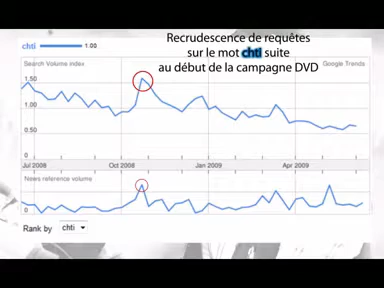 Recrudescence de requêtes
sur le mot chti suite
au début de la campagne DVD
chti 1.00
Search Volume index
Google Trends
1.50
1.00
0.50
0
Jul 2008 Oct 2008 Jan 2009 Apr 2009
News reference volume
0
Rank by chti